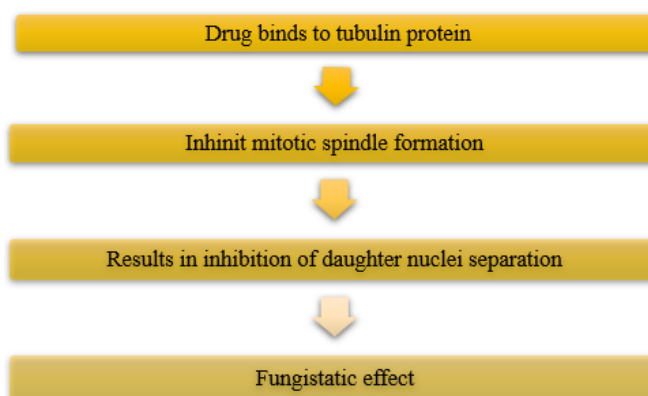 Drug binds to tubulin protein
Inhinit mitotic spindle formation
Results in inhibition of daughter nuclei separation
Fungistatic effect